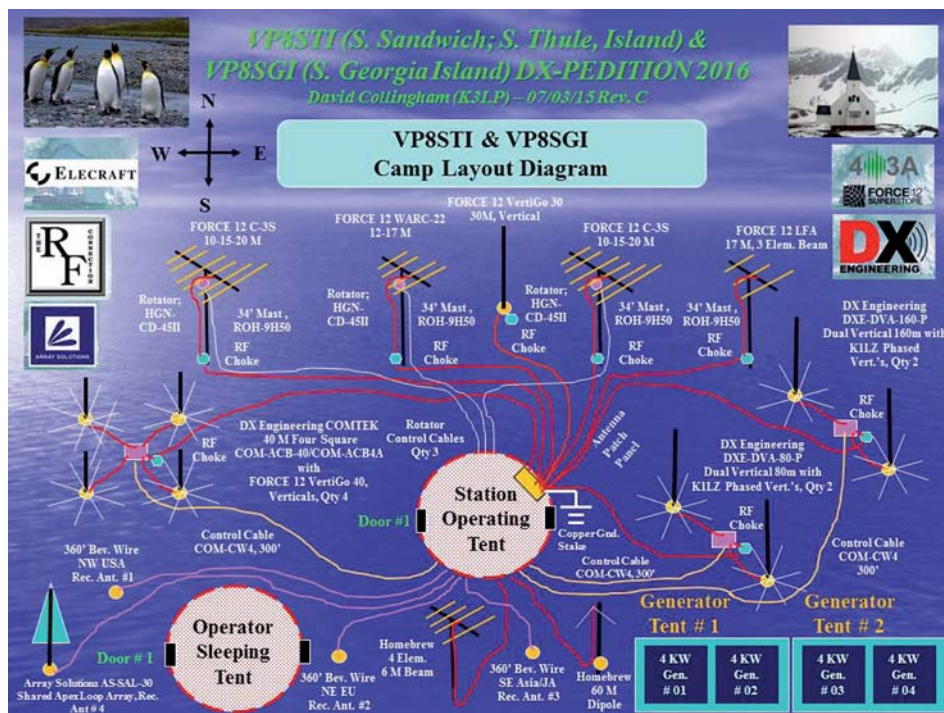 VP8STI (S. Sandwich; S. Thule, Island) &
VP8SGI (S. Georgia Island) DX-PEDITION 2016
David Collingham (K3LP) – 07/03/15 Rev. C
N
W E
S
VP8STI & VP8SGI
Camp Layout Diagram
ELECRAFT
THE
RF
CONNECTION
ARRAY SOLUTIONS
4 3A
FORCE 12
SUPERSTORE
DX
ENGINEERING
FORCE 12 C-3S
10-15-20 M
FORCE 12 WARC-22
12-17 M
FORCE 12 VertiGo 30
30M, Vertical
FORCE 12 C-3S
10-15-20 M
FORCE 12 LFA
17 M, 3 Elem. Beam
Rotator;
HGN-
CD-45II
34' Mast ,
ROH-9H50
RF
Choke
Rotator;
HGN-
CD-45II
34' Mast ,
ROH-9H50
RF
Choke
RF
Choke
Rotator;
HGN-
CD-45II
34' Mast ,
ROH-9H50
RF
Choke
34' Mast ,
ROH-9H50
RF
Choke
DX Engineering
DXE-DVA-160-P
Dual Vertical 160m with
K1LZ Phased
Vert.'s, Qty 2
RF
Choke
RF
Choke
DX Engineering COMTEK
40 M Four Square
COM-ACB-40/COM-ACB4A
with
FORCE 12 VertiGo 40,
Verticals, Qty 4
Rotator
Control Cables
Qty 3
Antenna
Patch
Panel
DX Engineering
DXE-DVA-80-P
Dual Vertical 80m with
K1LZ Phased Vert.'s, Qty 2
RF
Choke
Station
Operating
Tent
Door #1
Copper Gnd.
Stake
Control Cable
COM-CW4, 300'
Control Cable
COM-CW4, 300'
Control Cable
COM-CW4
300'
360' Bev. Wire
NW USA
Rec. Ant. #1
Operator
Sleeping
Tent
Door # 1
Array Solutions AS-SAL-30
Shared Apex Loop Array, Rec.
Ant # 4
360' Bev. Wire
NE EU
Rec. Ant. #2
Homebrew
4 Elem.
6 M Beam
360' Bev. Wire
SE Asia/JA
Rec. Ant. #3
Homebrew
60 M
Dipole
Generator
Tent # 1
Generator
Tent # 2
4 KW
Gen.
# 01
4 KW
Gen.
# 02
4 KW
Gen.
# 03
4 KW
Gen.
# 04